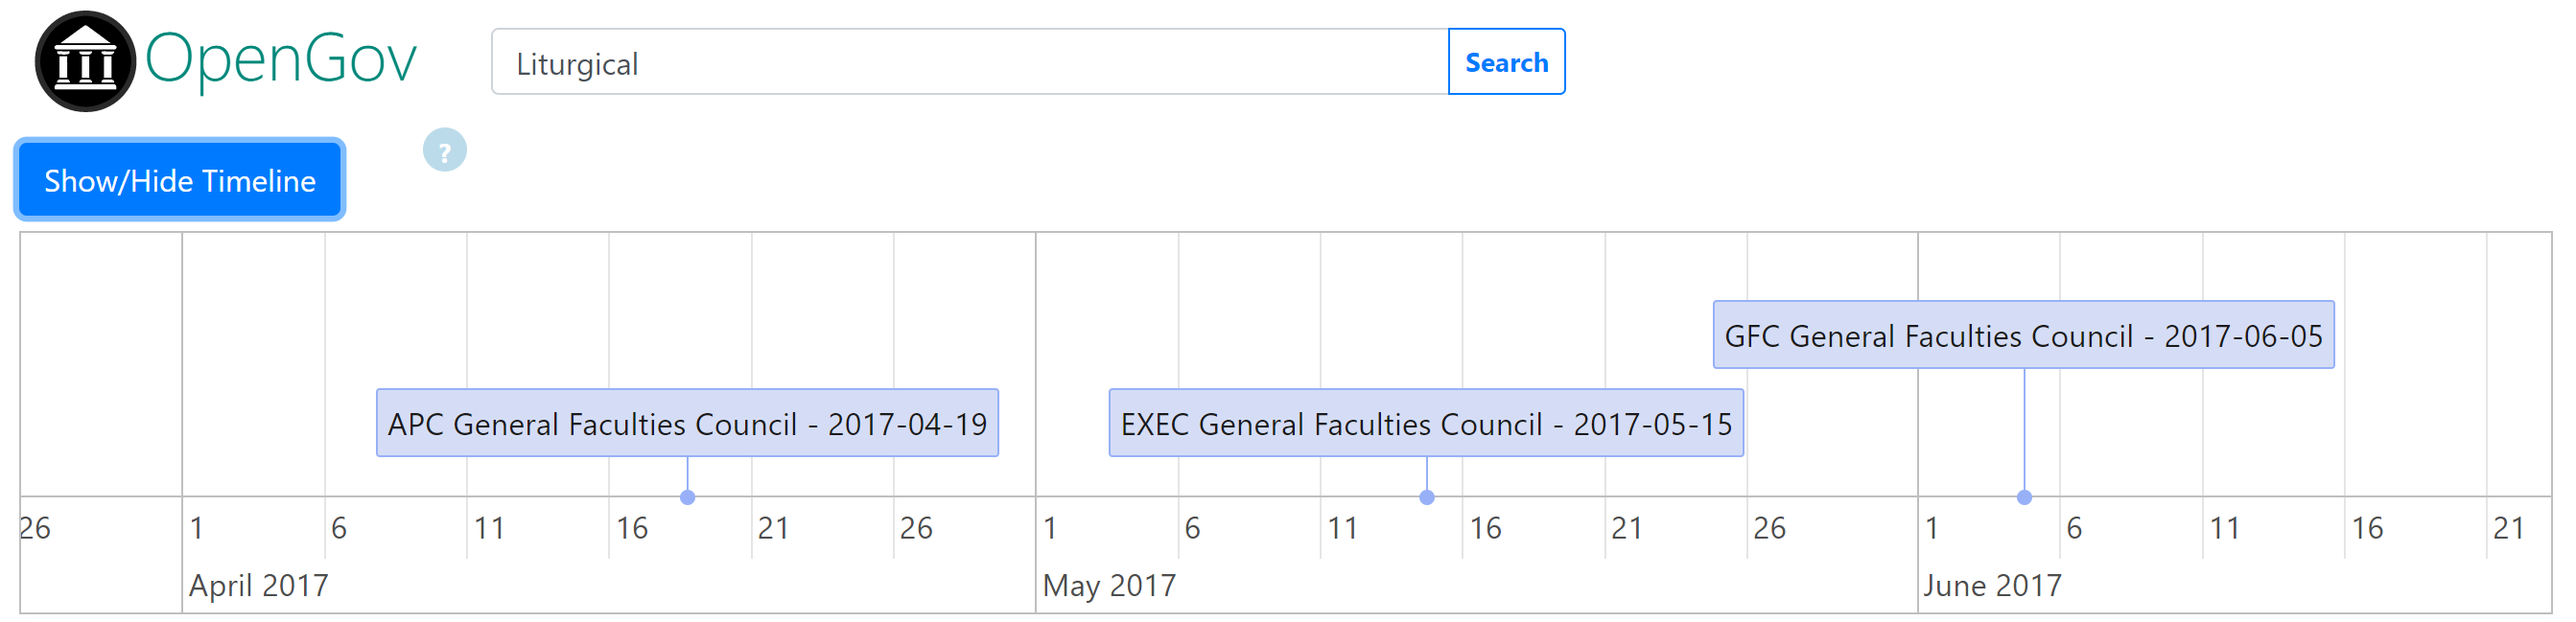 OpenGov
Liturgical
Search
Show/Hide Timeline
?
GFC General Faculties Council - 2017-06-05
APC General Faculties Council - 2017-04-19
EXEC General Faculties Council - 2017-05-15
26 1 6 11 16 21 26 1 6 11 16 21 26 1 6 11 16 21
April 2017 May 2017 June 2017